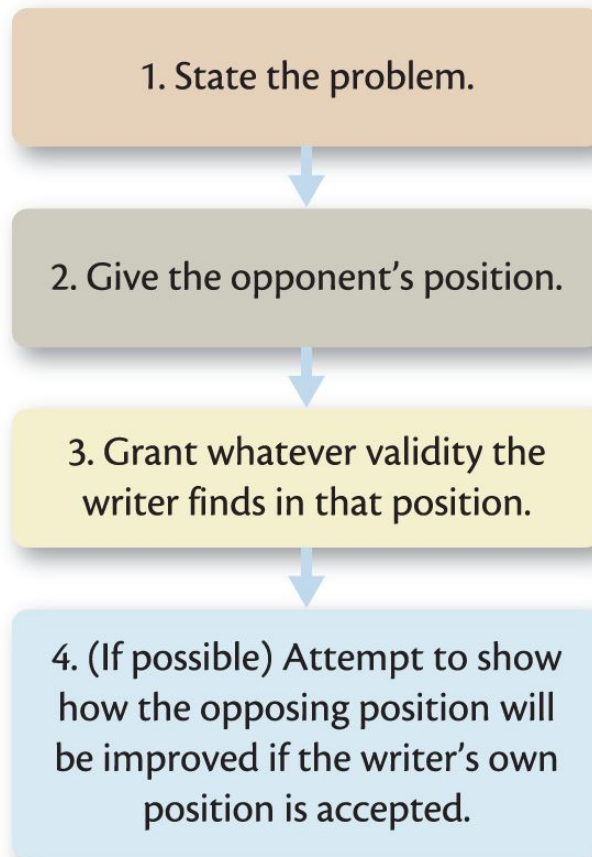 1. State the problem.
2. Give the opponent’s position.
3. Grant whatever validity the
writer finds in that position.
4. (If possible) Attempt to show
how the opposing position will
be improved if the writer’s own
position is accepted.